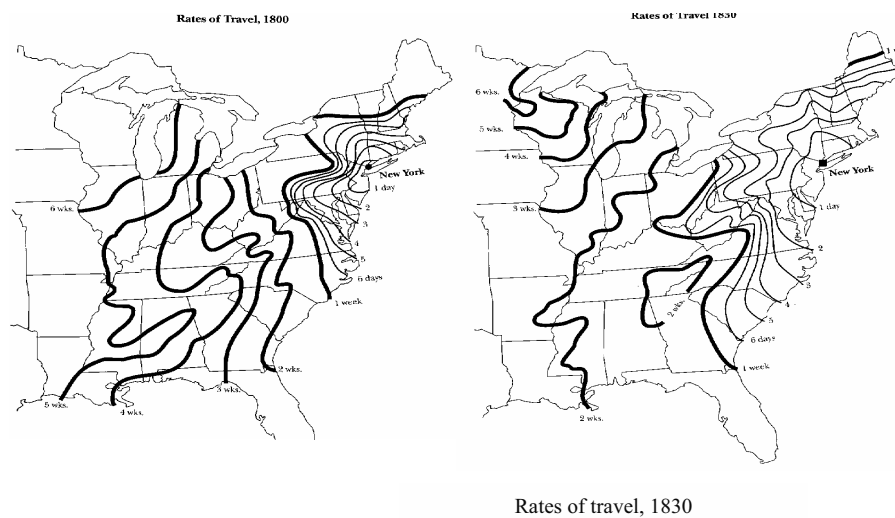 Rates of Travel, 1800
New York
1 day
2
3
4
5
6 days
1 week
2 wks.
3 wks.
4 wks.
5 wks.
6 wks.
Rates of Travel 1830
1 w
6 wks.
5 wks.
4 wks.
3 wks.
New York
1 day
2
3
4
5
6 days
1 week
2 wks.
2 wks.
Rates of travel, 1830